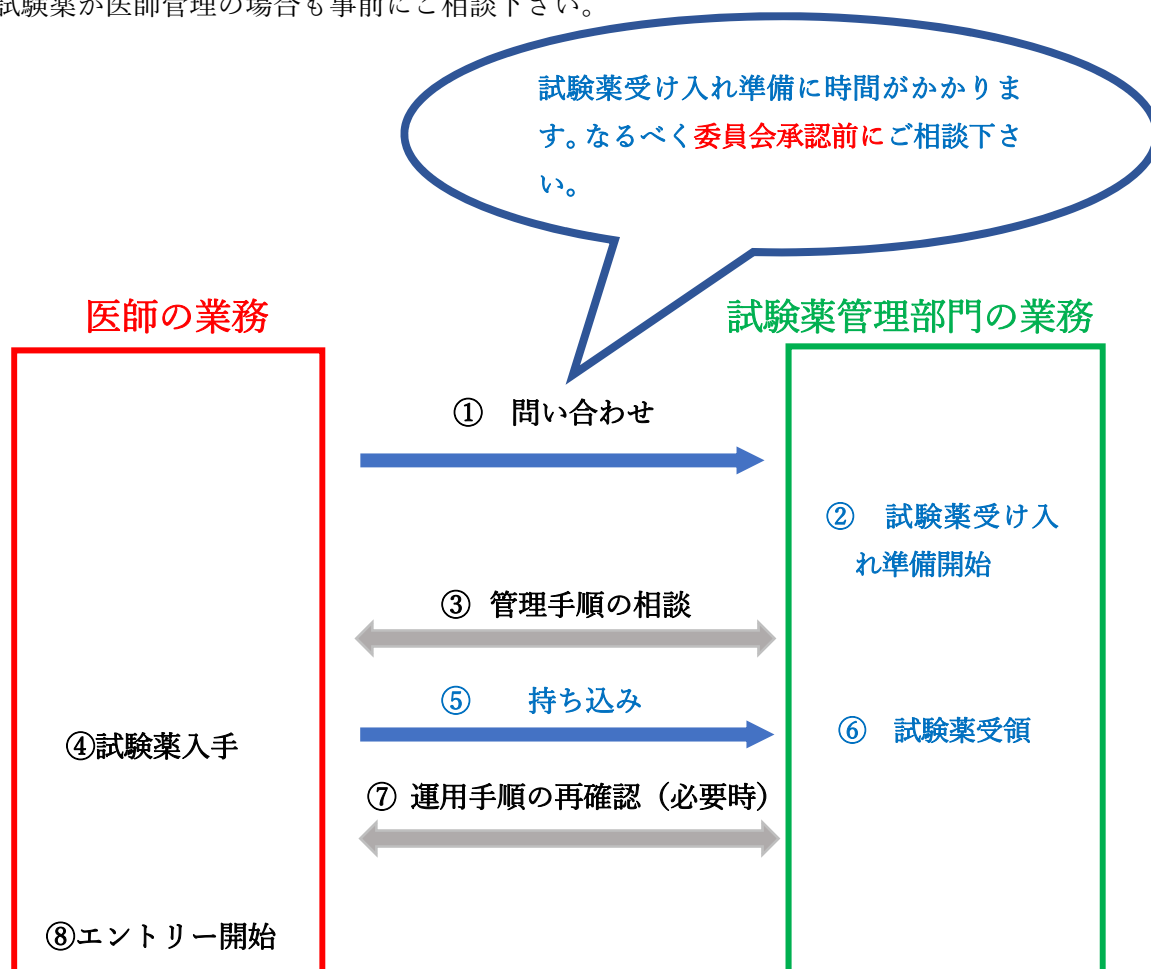 試験薬が医師管理の場合も事前にご相談下さい。
試験薬受け入れ準備に時間がかかりま
す。なるべく委員会承認前にご相談下さ
い。
医師の業務
試験薬管理部門の業務
① 問い合わせ
② 試験薬受け入
れ準備開始
③ 管理手順の相談
④試験薬入手
⑤ 持ち込み
⑥ 試験薬受領
⑦ 運用手順の再確認（必要時）
⑧エントリー開始